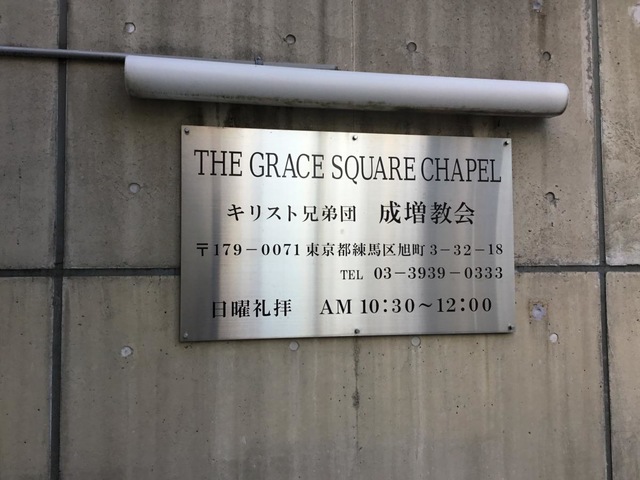 THE GRACE SQUARE CHAPEL
キリスト兄弟団 成増教会
〒179-0071 東京都練馬区旭町 3-32-18
TEL 03-3939-0333
日曜礼拝 AM 10:30~12:00